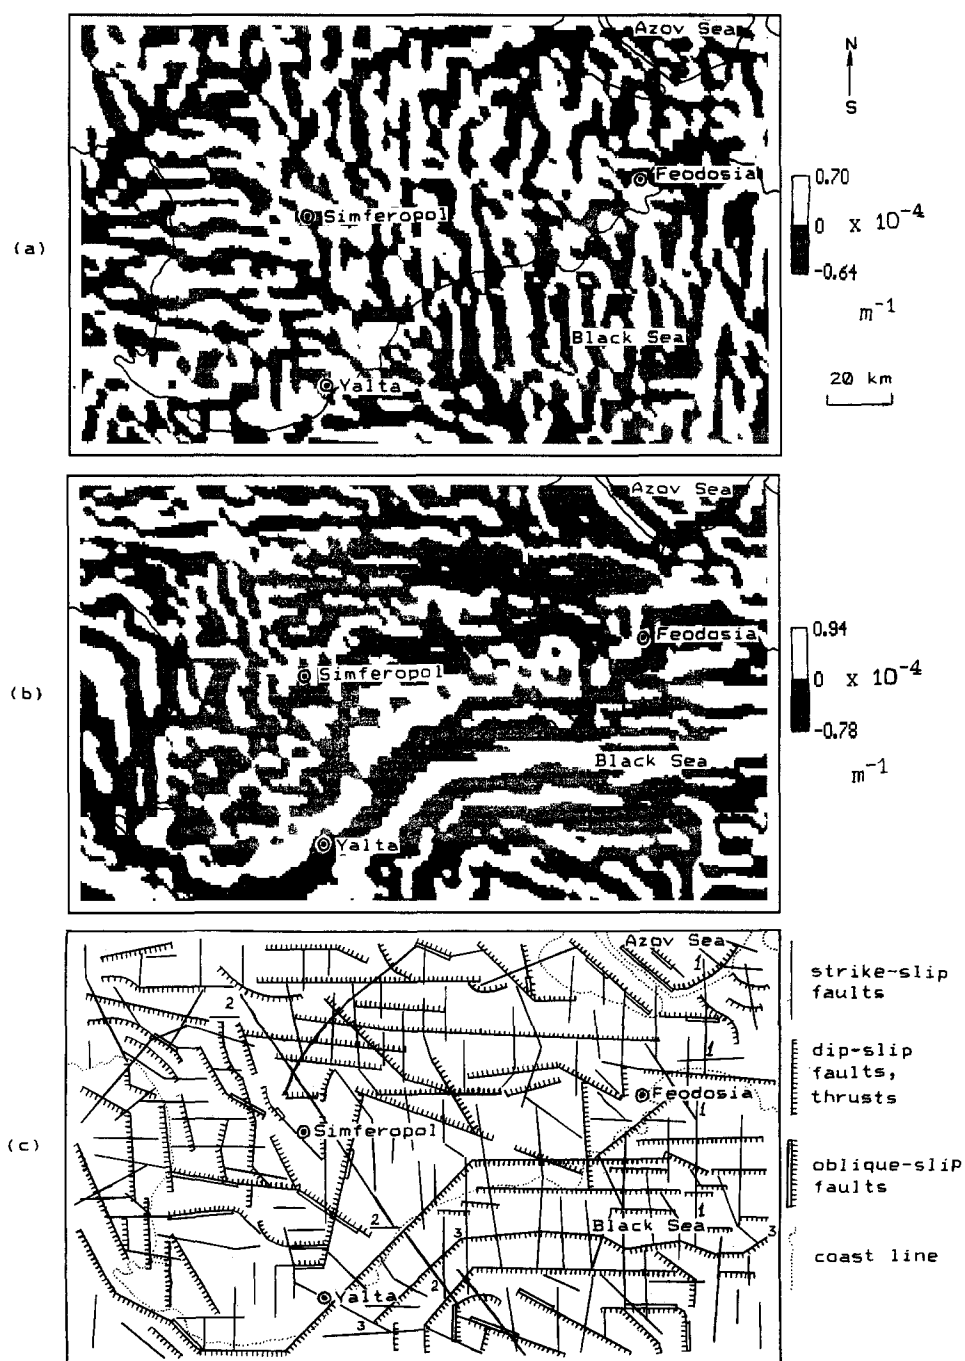 Azov Sea
N
S
Feodosia
0.70
Simferopol
0 x 10⁻⁴
(a)
-0.64
m⁻¹
Black Sea
20 km
Yalta
Azov Sea
Feodosia
0.94
Simferopol
0 x 10⁻⁴
(b)
-0.78
Black Sea
m⁻¹
Yalta
Azov Sea
1
strike-slip
faults
2
1
dip-slip
faults,
thrusts
Feodosia
1
Simferopol
(c)
oblique-slip
faults
1
2
Black Sea
3
3
coast line
2
Yalta
3